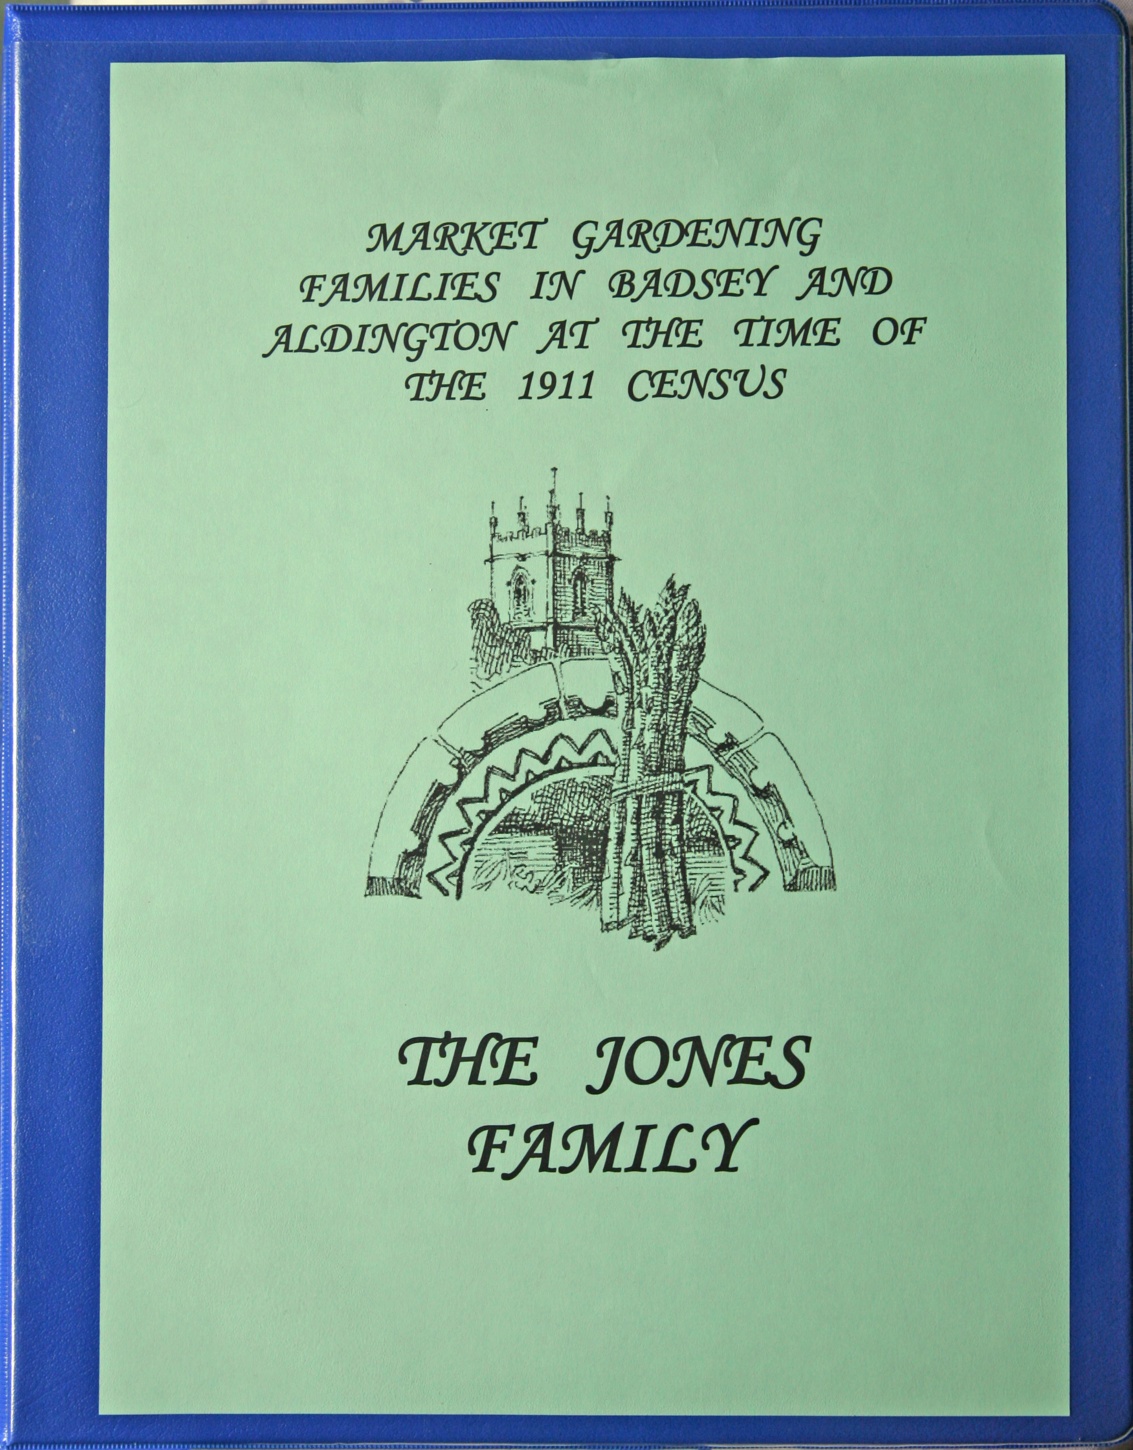 MARKET GARDENING
FAMILIES IN BADSEY AND
ALDINGTON AT THE TIME OF
THE 1911 CENSUS
THE JONES
FAMILY